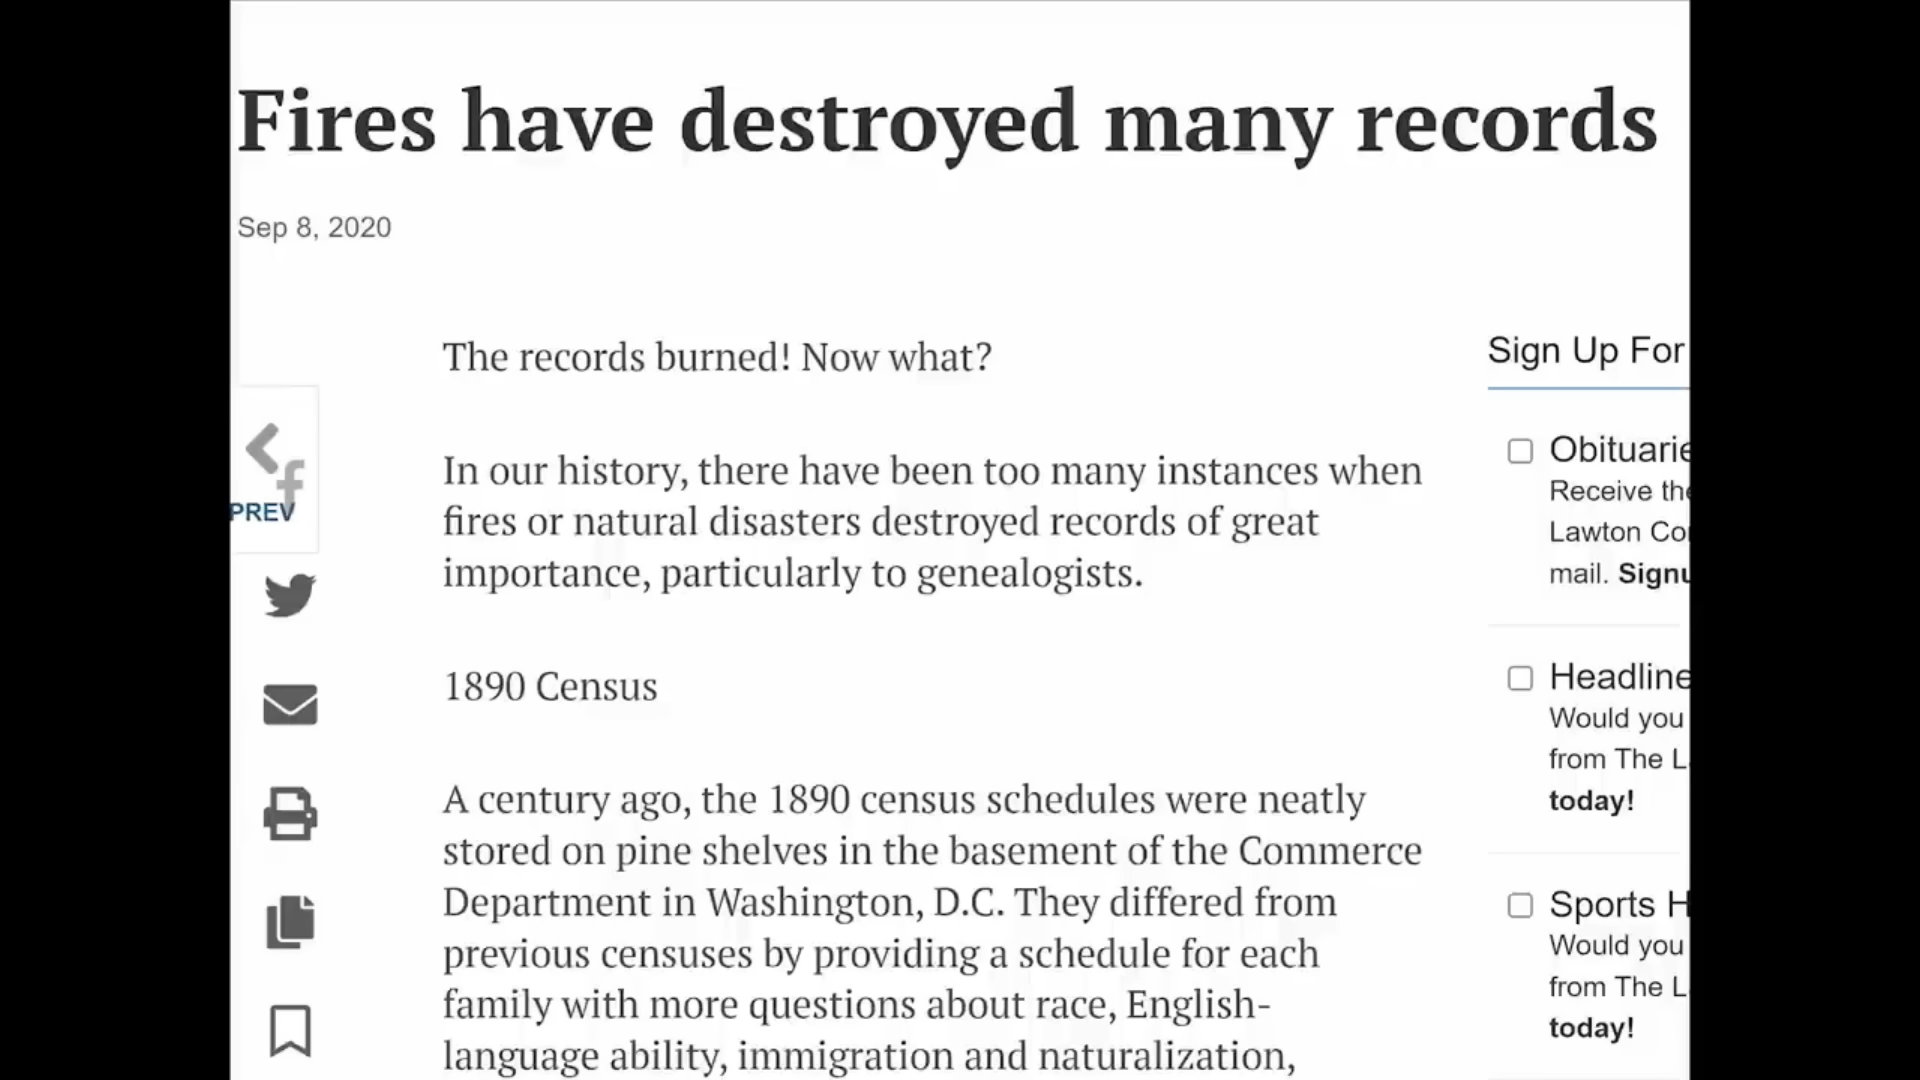 Fires have destroyed many records
Sep 8, 2020
The records burned! Now what?
In our history, there have been too many instances when
fires or natural disasters destroyed records of great
importance, particularly to genealogists.
1890 Census
A century ago, the 1890 census schedules were neatly
stored on pine shelves in the basement of the Commerce
Department in Washington, D.C. They differed from
previous censuses by providing a schedule for each
family with more questions about race, English-
language ability, immigration and naturalization,
PREV
Sign Up For
Obituarie
Receive the
Lawton Co
mail. Signu
Headline
Would you
from The L
today!
Sports H
Would you
from The L
today!